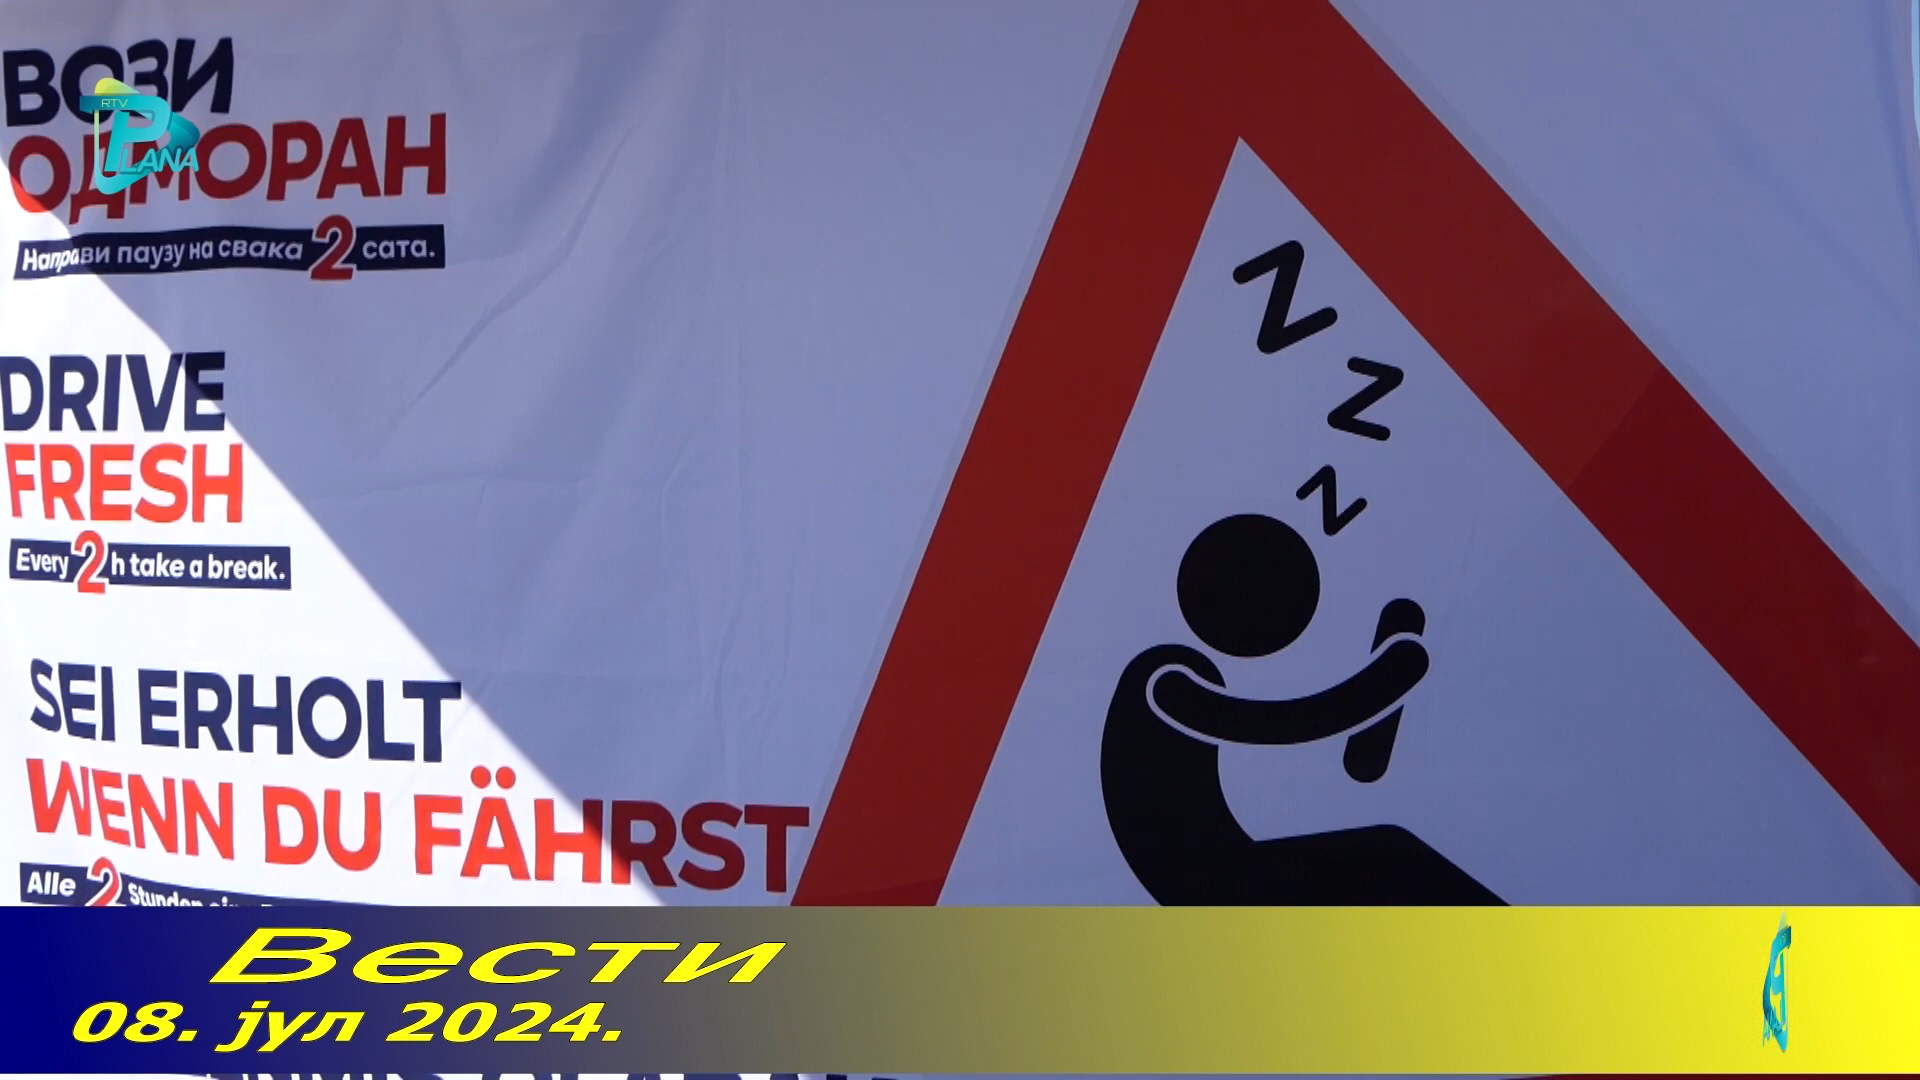 ВОЗИ
ОДМОРАН
Направи паузу на свака 2 сата.
RTV
PLANA
DRIVE
FRESH
Every 2 h take a break.
SEI ERHOLT
WENN DU FÄHRST
Alle 2 Stunden
Z
Z
Z
Вести
08. јул 2024.